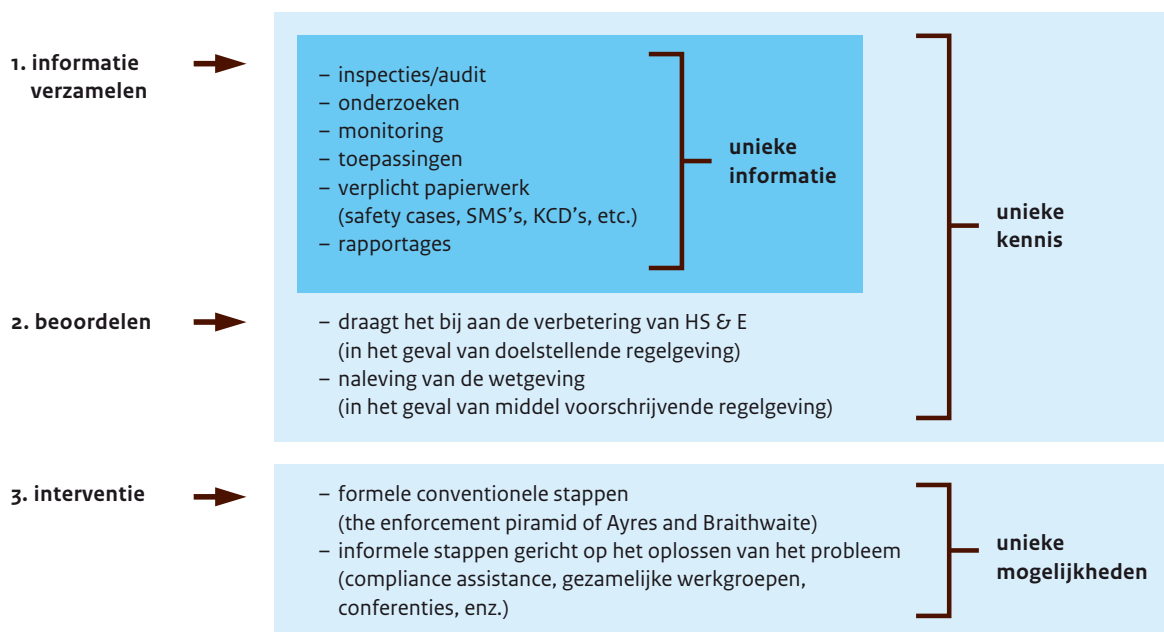 1. informatie
verzamelen
– inspecties/audit
– onderzoeken
– monitoring
– toepassingen
– verplicht papierwerk
(safety cases, SMS’s, KCD’s, etc.)
– rapportages
unieke
informatie
unieke
kennis
2. beoordelen
– draagt het bij aan de verbetering van HS & E
(in het geval van doelstellende regelgeving)
– naleving van de wetgeving
(in het geval van middel voorschrijvende regelgeving)
3. interventie
– formele conventionele stappen
(the enforcement piramid of Ayres and Braithwaite)
– informele stappen gericht op het oplossen van het probleem
(compliance assistance, gezamelijke werkgroepen,
conferenties, enz.)
unieke
mogelijkheden